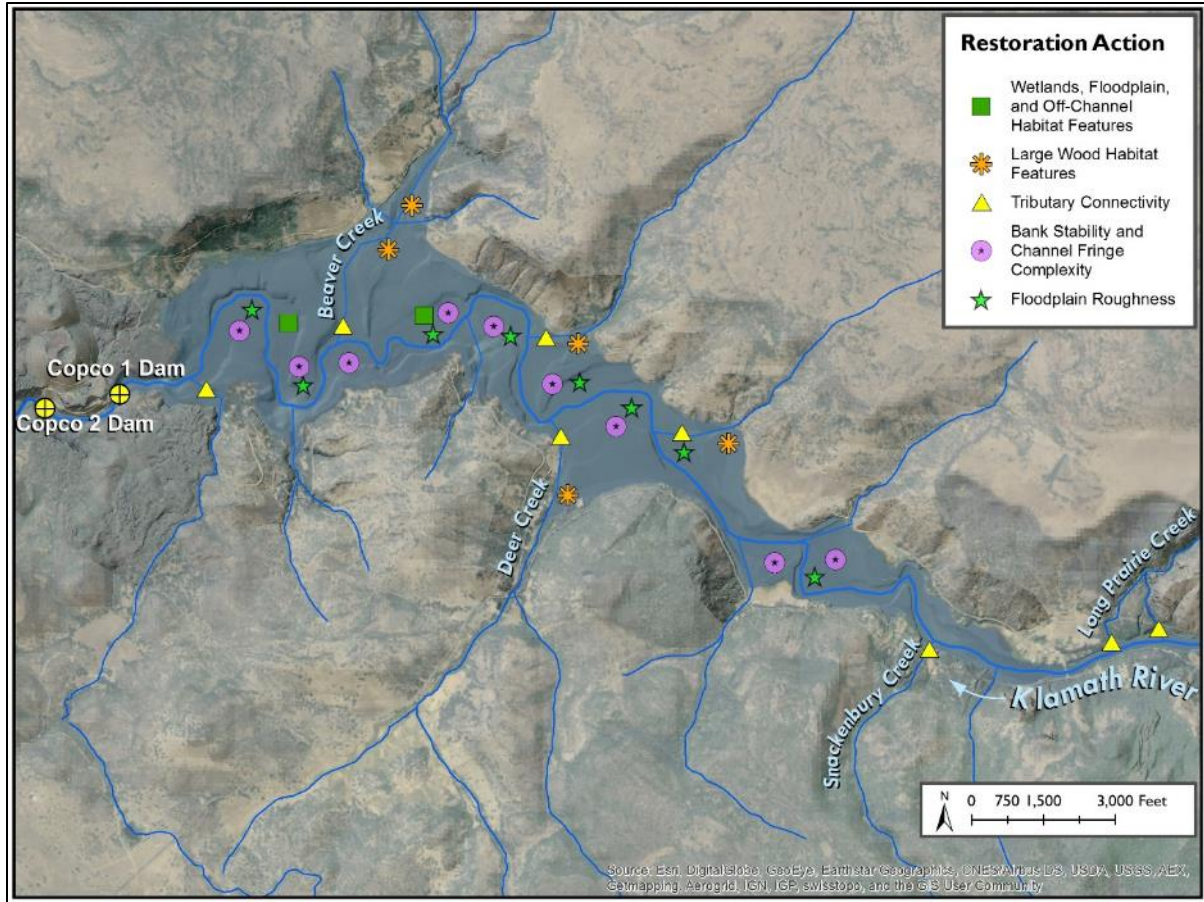 Restoration Action
Wetlands, Floodplain,
and Off-Channel
Habitat Features
Large Wood Habitat
Features
Tributary Connectivity
Bank Stability and
Channel Fringe
Complexity
Floodplain Roughness
Beaver Creek
Copco 1 Dam
Copco 2 Dam
Deer Creek
Long Prairie Creek
Snackenbury Creek
Klamath River
N 0 750 1,500 3,000 Feet
Source: Esri, DigitalGlobe, GeoEye, Earthstar Geographics, CNES/Airbus DS, USDA, USGS, AEX,
Getmapping, Aerogrid, IGN, IGP, swisstopo, and the GIS User Community